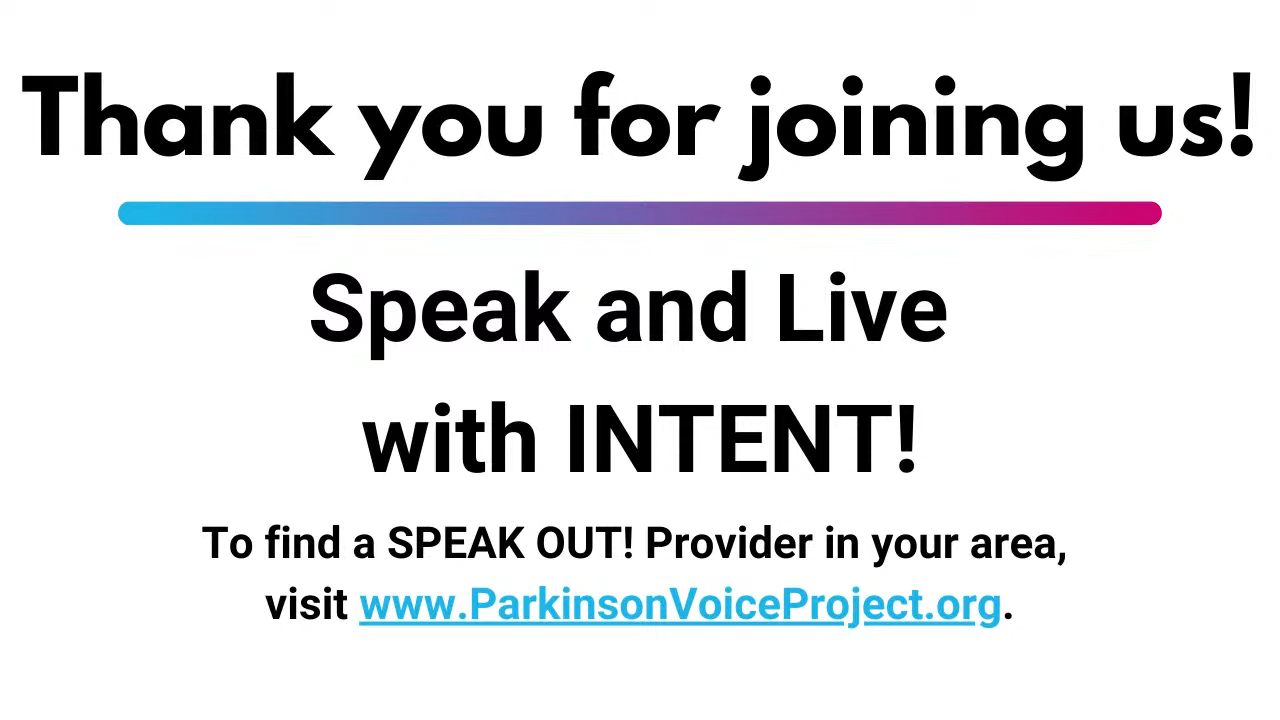 Thank you for joining us!
Speak and Live
with INTENT!
To find a SPEAK OUT! Provider in your area,
visit www.ParkinsonVoiceProject.org.